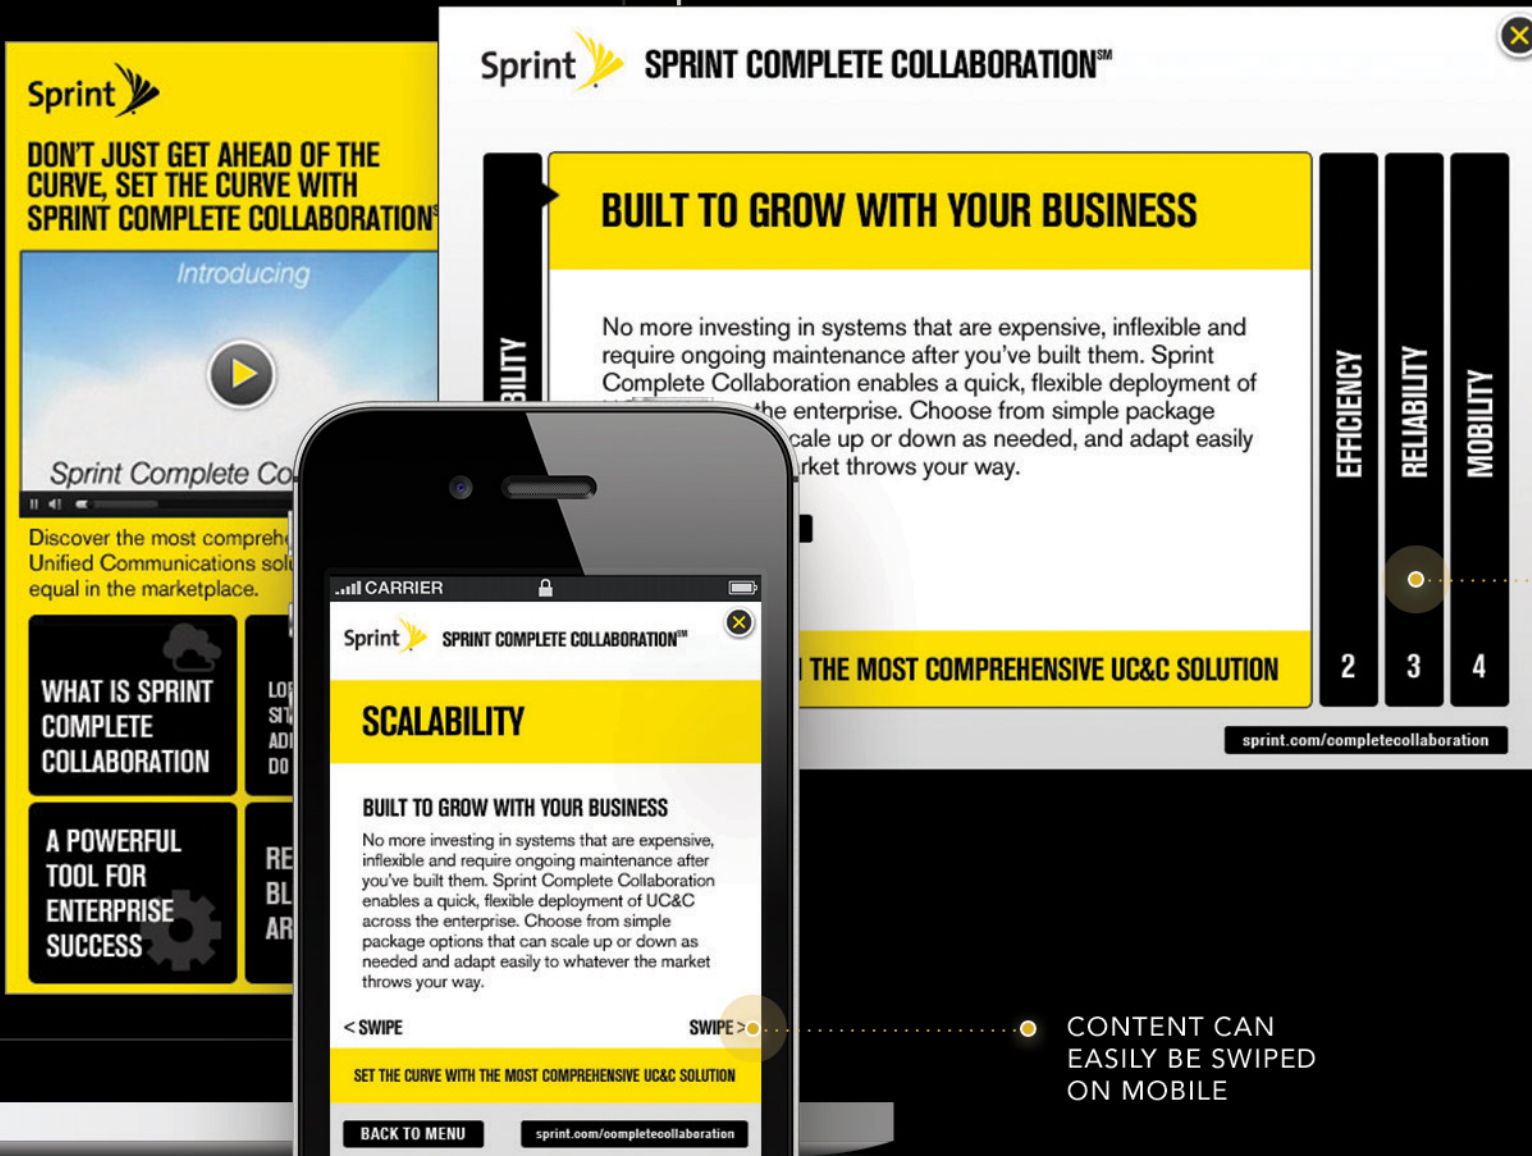 Sprint
DON'T JUST GET AHEAD OF THE
CURVE, SET THE CURVE WITH
SPRINT COMPLETE COLLABORATION
Introducing
Sprint Complete
Discover the most
Unified Communications
equal in the marketplace.
WHAT IS SPRINT
COMPLETE
COLLABORATION
DO
A POWERFUL
TOOL FOR
ENTERPRISE
SUCCESS
Sprint
SPRINT COMPLETE COLLABORATION℠
BUILT TO GROW WITH YOUR BUSINESS
No more investing in systems that are expensive, inflexible and
require ongoing maintenance after you've built them. Sprint
Complete Collaboration enables a quick, flexible deployment of
the enterprise. Choose from simple package
scale up or down as needed, and adapt easily
throws your way.
THE MOST COMPREHENSIVE UC&C SOLUTION
EFFICIENCY
2
RELIABILITY
3
MOBILITY
4
sprint.com/completecollaboration
CARRIER
Sprint
SPRINT COMPLETE COLLABORATION℠
SCALABILITY
BUILT TO GROW WITH YOUR BUSINESS
No more investing in systems that are expensive,
inflexible and require ongoing maintenance after
you've built them. Sprint Complete Collaboration
enables a quick, flexible deployment of UC&C
across the enterprise. Choose from simple
package options that can scale up or down as
needed and adapt easily to whatever the market
throws your way.
< SWIPE
SWIPE >
SET THE CURVE WITH THE MOST COMPREHENSIVE UC&C SOLUTION
BACK TO MENU
sprint.com/completecollaboration
CONTENT CAN
EASILY BE SWIPED
ON MOBILE